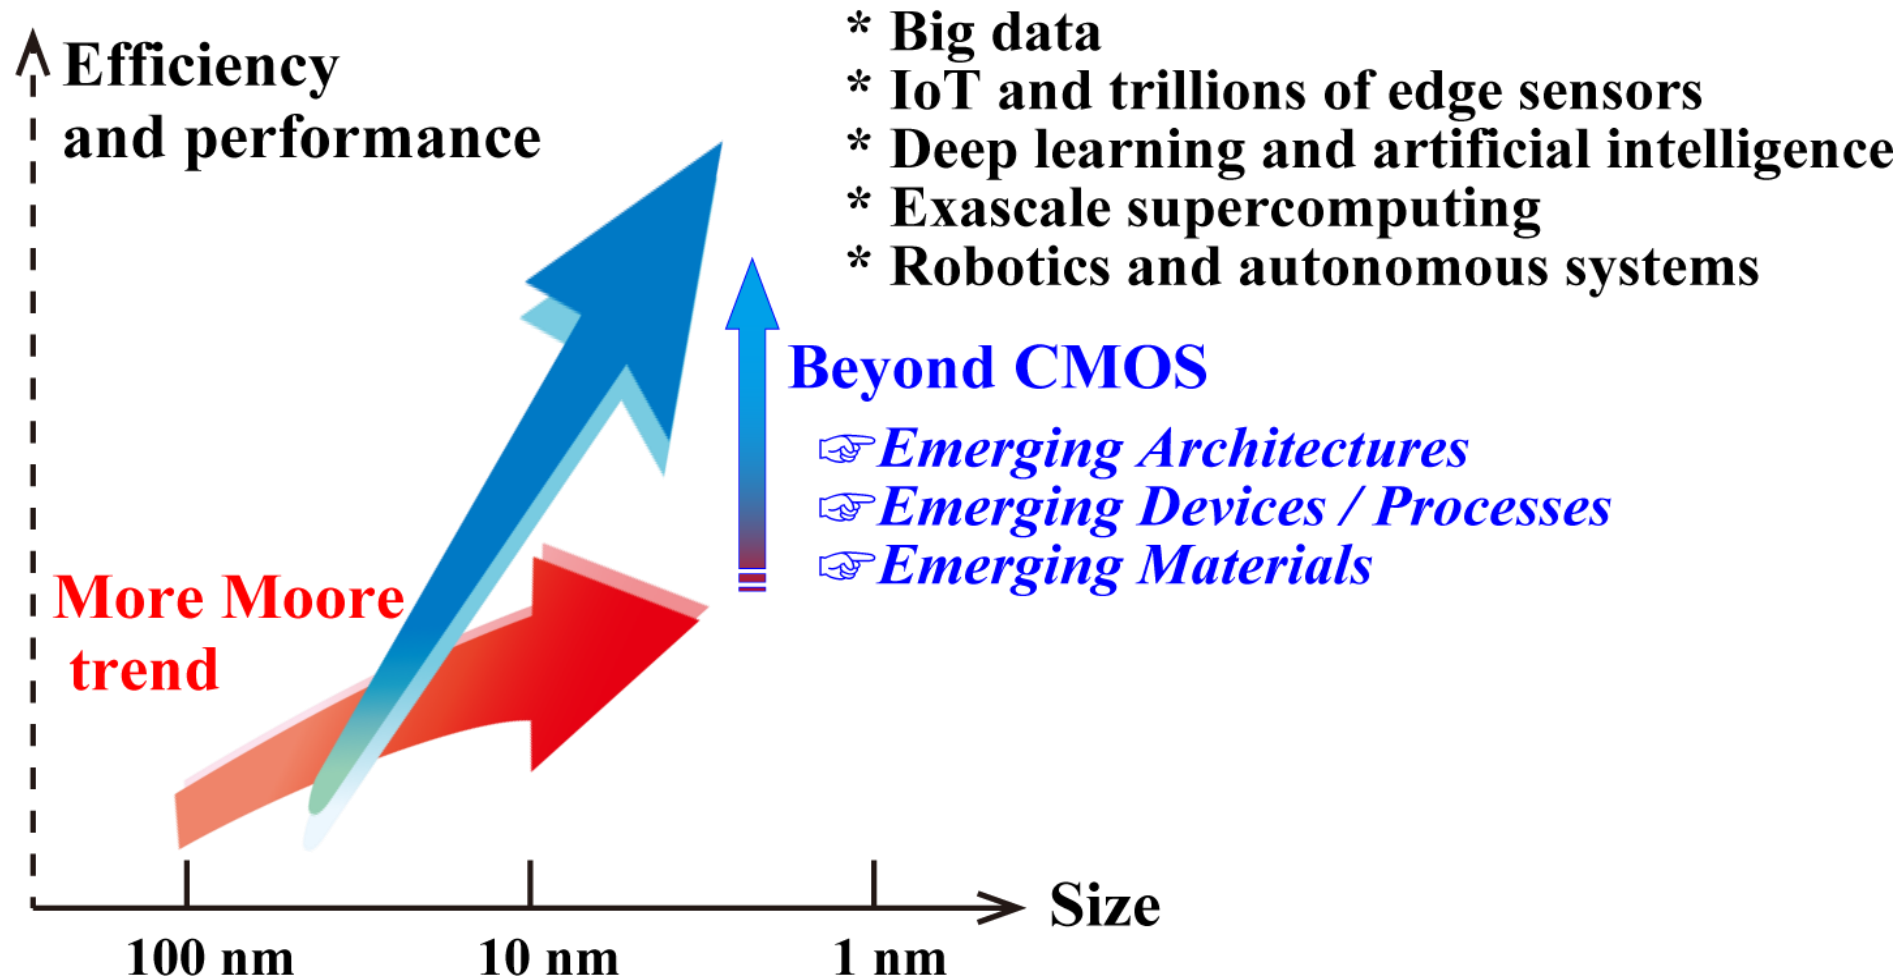 Efficiency
and performance
* Big data
* IoT and trillions of edge sensors
* Deep learning and artificial intelligence
* Exascale supercomputing
* Robotics and autonomous systems
Beyond CMOS
☞Emerging Architectures
☞Emerging Devices / Processes
☞Emerging Materials
More Moore
trend
Size
100 nm
10 nm
1 nm